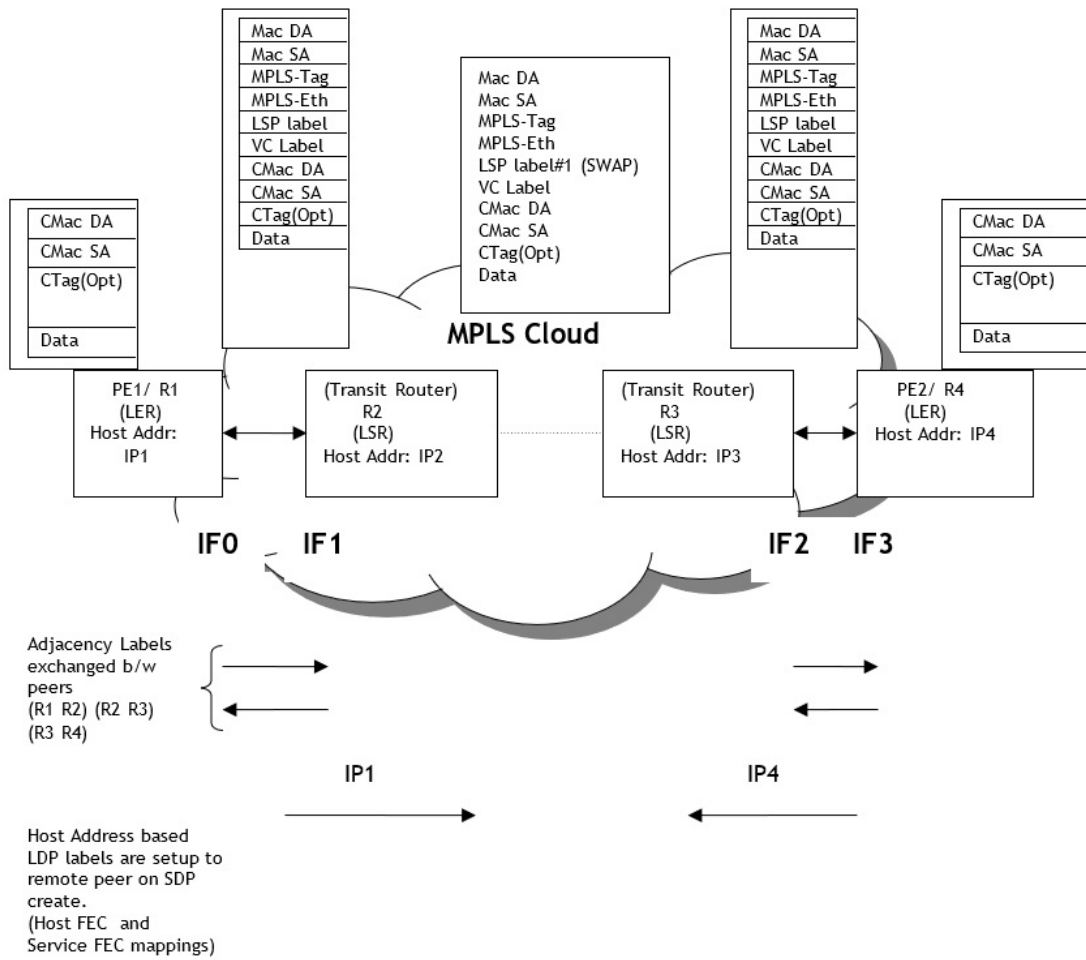 Mac DA
Mac SA
MPLS-Tag
MPLS-Eth
LSP label
VC Label
CMac DA
CMac SA
CTag(Opt)
Data
Mac DA
Mac SA
MPLS-Tag
MPLS-Eth
LSP label#1 (SWAP)
VC Label
CMac DA
CMac SA
CTag(Opt)
Data
Mac DA
Mac SA
MPLS-Tag
MPLS-Eth
LSP label
VC Label
CMac DA
CMac SA
CTag(Opt)
Data
CMac DA
CMac SA
CTag(Opt)
Data
CMac DA
CMac SA
CTag(Opt)
Data
MPLS Cloud
PE1/ R1
(LER)
Host Addr:
IP1
(Transit Router)
R2
(LSR)
Host Addr: IP2
(Transit Router)
R3
(LSR)
Host Addr: IP3
PE2/ R4
(LER)
Host Addr: IP4
IF0
IF1
IF2
IF3
Adjacency Labels
exchanged b/w
peers
(R1 R2) (R2 R3)
(R3 R4)
IP1
IP4
Host Address based
LDP labels are setup to
remote peer on SDP
create.
(Host FEC and
Service FEC mappings)